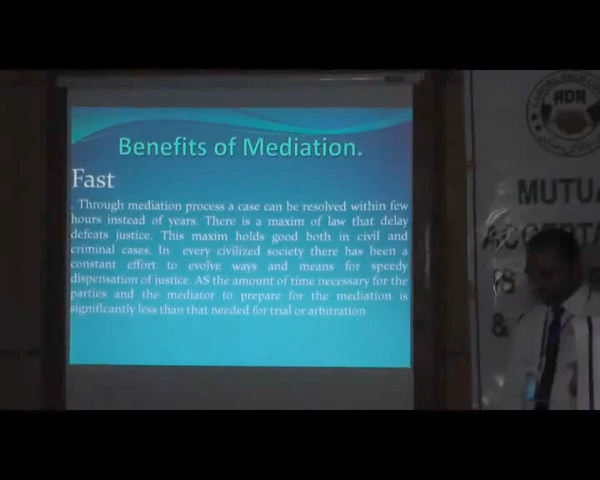 Benefits of Mediation.
Fast
. Through mediation process a case can be resolved within few
hours instead of years. There is a maxim of law that delay
defeats justice. This maxim holds good both in civil and
criminal cases. In every civilized society there has been a
constant effort to evolve ways and means for speedy
dispensation of justice. AS the amount of time necessary for the
parties and the mediator to prepare for the mediation is
significantly less than that needed for trial or arbitration
ADR
MUTUA
ACCEPTA
&